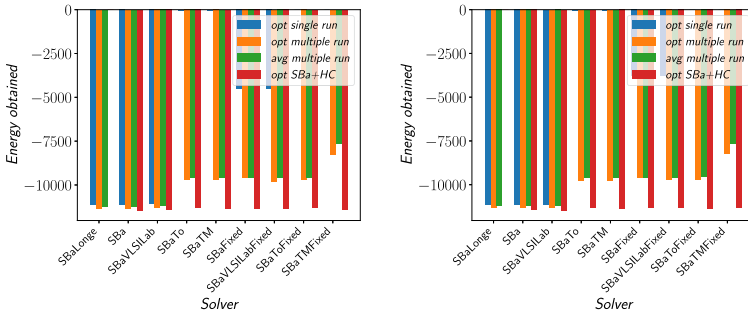 0
−2500
−5000
−7500
−10000
Energy obtained
opt single run
opt multiple run
avg multiple run
opt SBa+HC
SBaLonge
SBa
SBaVLSILab
SBaTo
SBaTM
SBaFixed
SBaVLSILabFixed
SBaToFixed
SBaTMFixed
Solver
0
−2500
−5000
−7500
−10000
Energy obtained
opt single run
opt multiple run
avg multiple run
opt SBa+HC
SBaLonge
SBa
SBaVLSILab
SBaTo
SBaTM
SBaFixed
SBaVLSILabFixed
SBaToFixed
SBaTMFixed
Solver